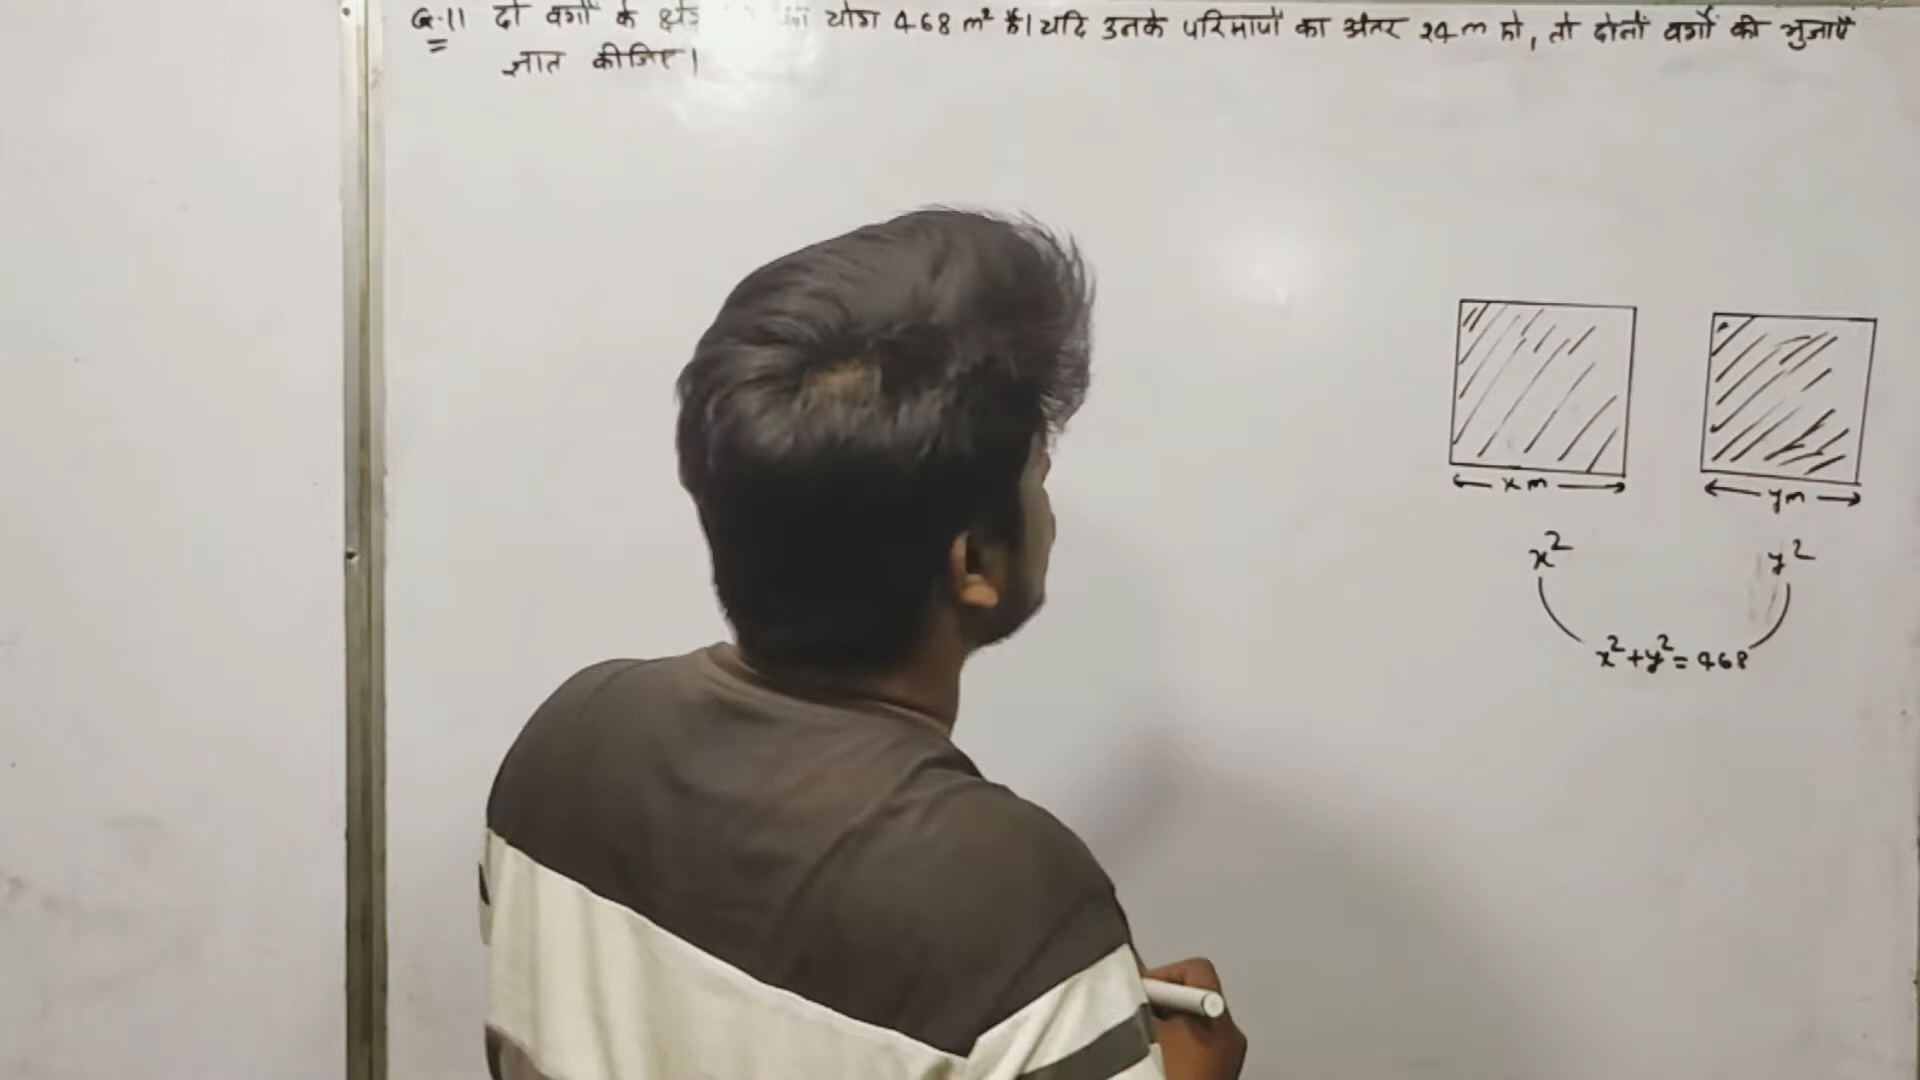 Q.11 दो वर्गों के क्षे का योग 468 m² है। यदि उनके परिमापों का अंतर 24 m हो, तो दोनों वर्गों की भुजाएँ
ज्ञात कीजिए।
x m
y m
x²
y²
x²+y²= 468